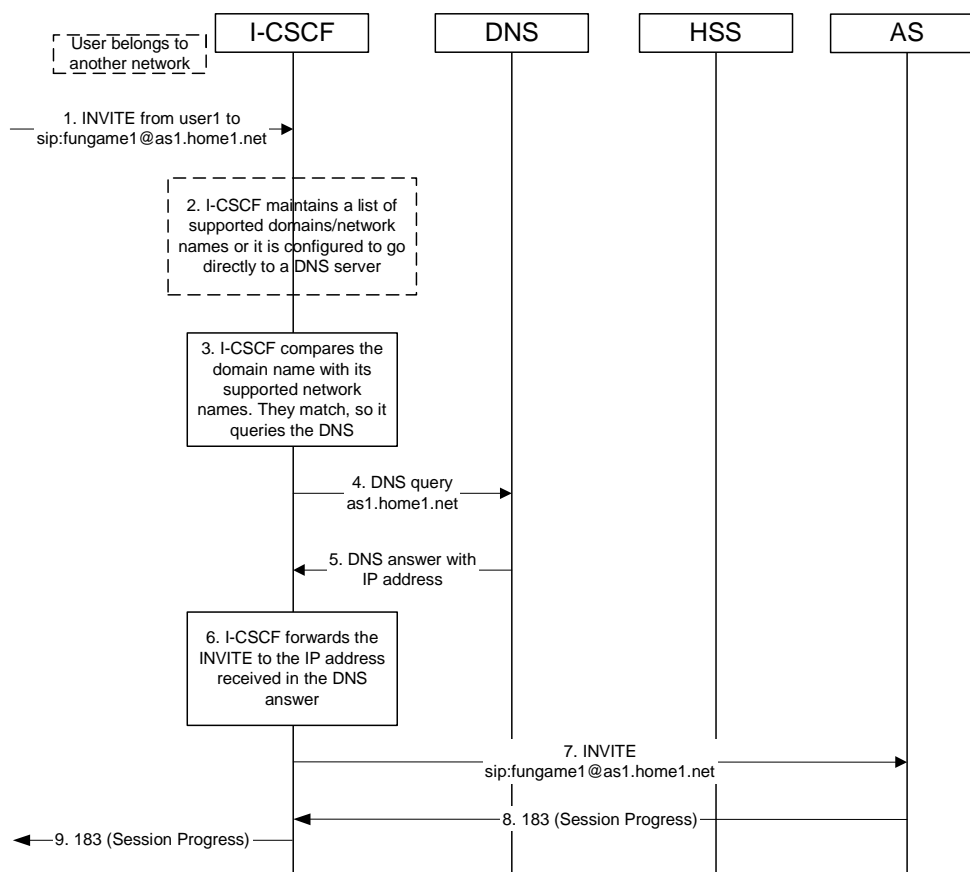 I-CSCF
DNS
HSS
AS
User belongs to
another network
1. INVITE from user1 to
sip:fungame1@as1.home1.net
2. I-CSCF maintains a list of
supported domains/network
names or it is configured to go
directly to a DNS server
3. I-CSCF compares the
domain name with its
supported network
names. They match, so it
queries the DNS
4. DNS query
as1.home1.net
5. DNS answer with
IP address
6. I-CSCF forwards the
INVITE to the IP address
received in the DNS
answer
7. INVITE
sip:fungame1@as1.home1.net
8. 183 (Session Progress)
9. 183 (Session Progress)